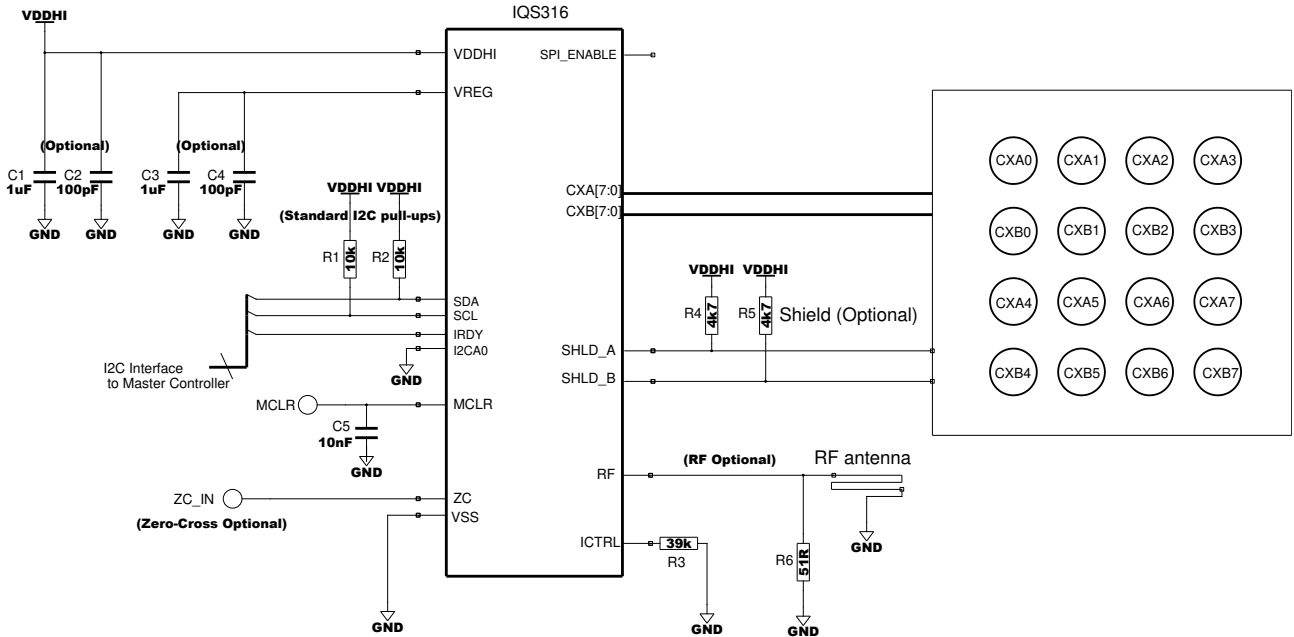 IQS316
VDDHI
VDDHI
SPI_ENABLE
VREG
(Optional)
(Optional)
C1
1uF
C2
100pF
C3
1uF
C4
100pF
GND
GND
GND
GND
VDDHI
VDDHI
(Standard I2C pull-ups)
R1
10k
R2
10k
SDA
SCL
IRDY
I2CA0
GND
I2C Interface
to Master Controller
MCLR
MCLR
C5
10nF
GND
ZC_IN
ZC
(Zero-Cross Optional)
VSS
GND
CXA[7:0]
CXB[7:0]
VDDHI
VDDHI
R4
4k7
R5
4k7
Shield (Optional)
SHLD_A
SHLD_B
RF
(RF Optional)
RF antenna
GND
ICTRL
39k
R3
GND
R6
51R
GND
CXA0
CXA1
CXA2
CXA3
CXB0
CXB1
CXB2
CXB3
CXA4
CXA5
CXA6
CXA7
CXB4
CXB5
CXB6
CXB7